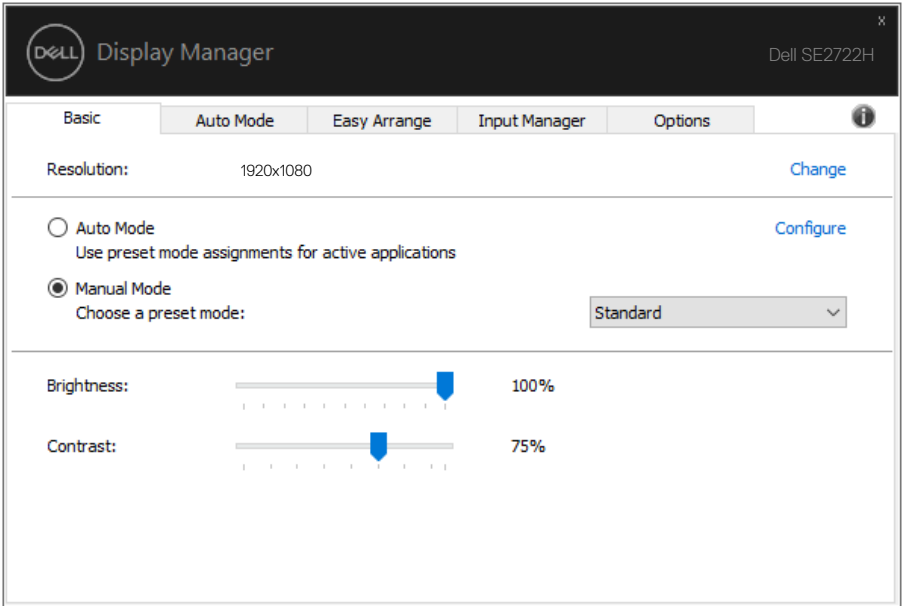 x
DELL Display Manager
Dell SE2722H
Basic Auto Mode Easy Arrange Input Manager Options i
Resolution: 1920x1080 Change
Auto Mode Configure
Use preset mode assignments for active applications
Manual Mode
Choose a preset mode: Standard
Brightness: 100%
Contrast: 75%